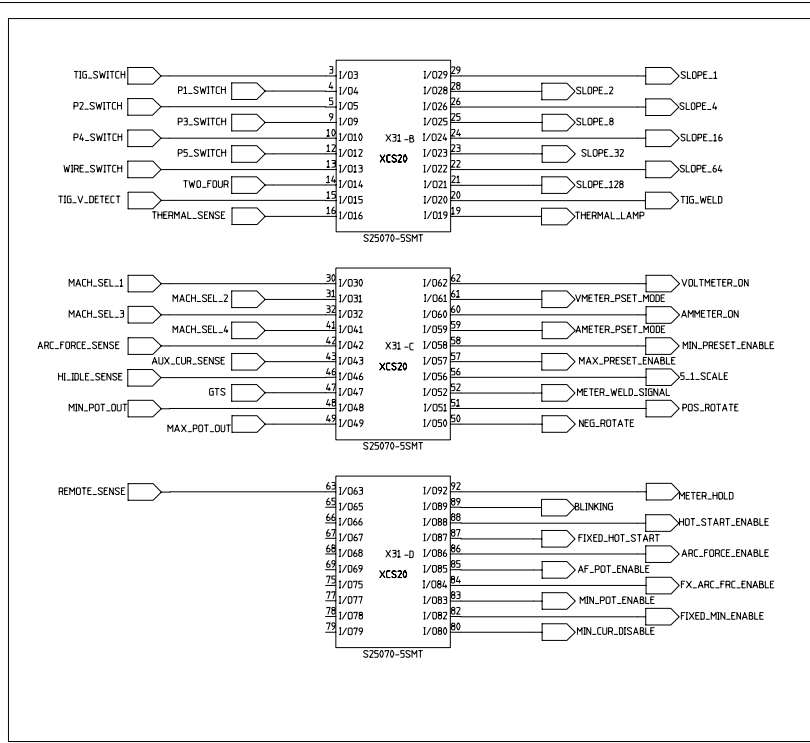 TIG_SWITCH 3 I/O3 I/O29 29 SLOPE_1
P1_SWITCH 4 I/O4 I/O28 28 SLOPE_2
P2_SWITCH 5 I/O5 I/O26 26 SLOPE_4
P3_SWITCH 9 I/O9 I/O25 25 SLOPE_8
P4_SWITCH 10 I/O10 X31-B I/O24 24 SLOPE_16
P5_SWITCH 12 I/O12 XCS20 I/O23 23 SLOPE_32
WIRE_SWITCH 13 I/O13 I/O22 22 SLOPE_64
TWO_FOUR 14 I/O14 I/O21 21 SLOPE_128
TIG_V_DETECT 15 I/O15 I/O20 20 TIG_WELD
THERMAL_SENSE 16 I/O16 I/O19 19 THERMAL_LAMP
S25070-5SMT
MACH_SEL_1 30 I/O30 I/O62 62 VOLTMETER_ON
MACH_SEL_2 31 I/O31 I/O61 61 VMETER_PSET_MODE
MACH_SEL_3 32 I/O32 I/O60 60 AMMETER_ON
MACH_SEL_4 41 I/O41 I/O59 59 AMETER_PSET_MODE
ARC_FORCE_SENSE 42 I/O42 X31-C I/O58 58 MIN_PRESET_ENABLE
AUX_CUR_SENSE 43 I/O43 XCS20 I/O57 57 MAX_PRESET_ENABLE
HI_IDLE_SENSE 46 I/O46 I/O56 56 5_1_SCALE
GTS 47 I/O47 I/O52 52 METER_WELD_SIGNAL
MIN_POT_OUT 48 I/O48 I/O51 51 POS_ROTATE
MAX_POT_OUT 49 I/O49 I/O50 50 NEG_ROTATE
S25070-5SMT
REMOTE_SENSE 63 I/O63 I/O92 92 METER_HOLD
65 I/O65 I/O89 89 BLINKING
66 I/O66 I/O88 88 HOT_START_ENABLE
67 I/O67 I/O87 87 FIXED_HOT_START
68 I/O68 X31-D I/O86 86 ARC_FORCE_ENABLE
69 I/O69 XCS20 I/O85 85 AF_POT_ENABLE
75 I/O75 I/O84 84 FX_ARC_FRC_ENABLE
77 I/O77 I/O83 83 MIN_POT_ENABLE
78 I/O78 I/O82 82 FIXED_MIN_ENABLE
79 I/O79 I/O80 80 MIN_CUR_DISABLE
S25070-5SMT